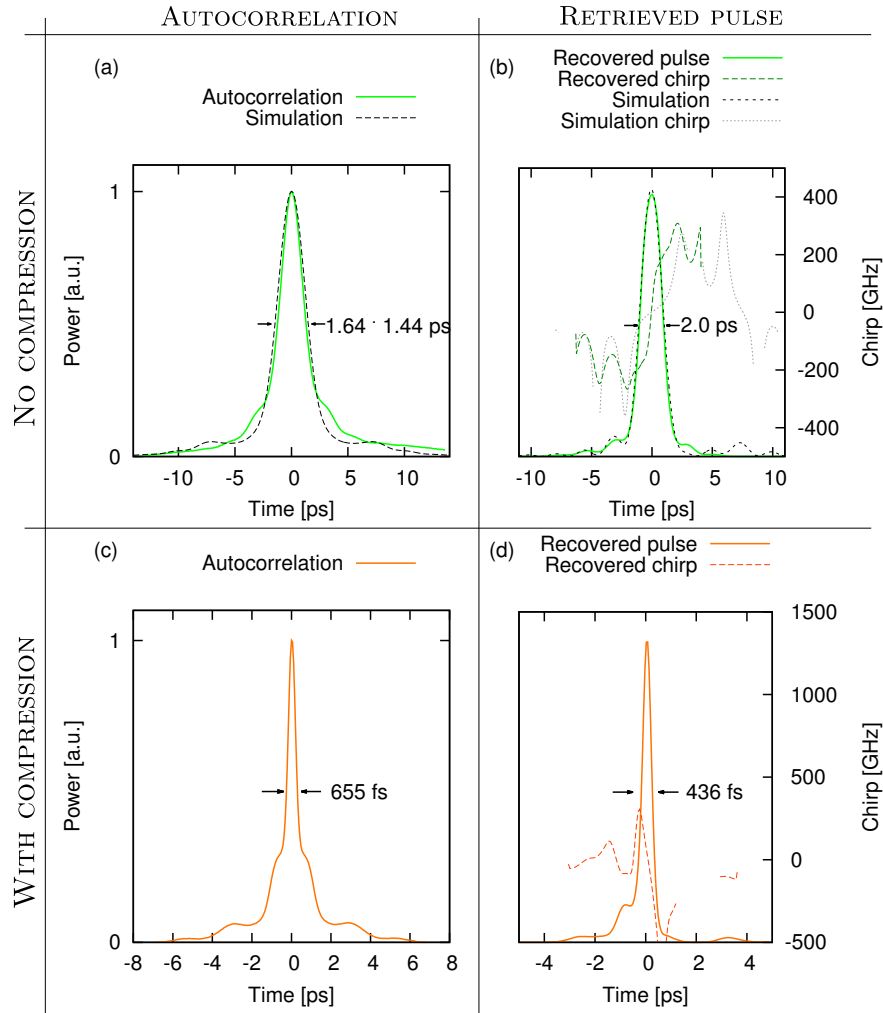 AUTOCORRELATION
RETRIEVED PULSE
NO COMPRESSION
(a)
Autocorrelation
Simulation
Power [a.u.]
1
0
1.64 · 1.44 ps
-10 -5 0 5 10
Time [ps]
(b)
Recovered pulse
Recovered chirp
Simulation
Simulation chirp
2.0 ps
400
200
0
-200
-400
Chirp [GHz]
-10 -5 0 5 10
Time [ps]
WITH COMPRESSION
(c)
Autocorrelation
Power [a.u.]
1
0
655 fs
-8 -6 -4 -2 0 2 4 6 8
Time [ps]
(d)
Recovered pulse
Recovered chirp
436 fs
1500
1000
500
0
-500
Chirp [GHz]
-4 -2 0 2 4
Time [ps]